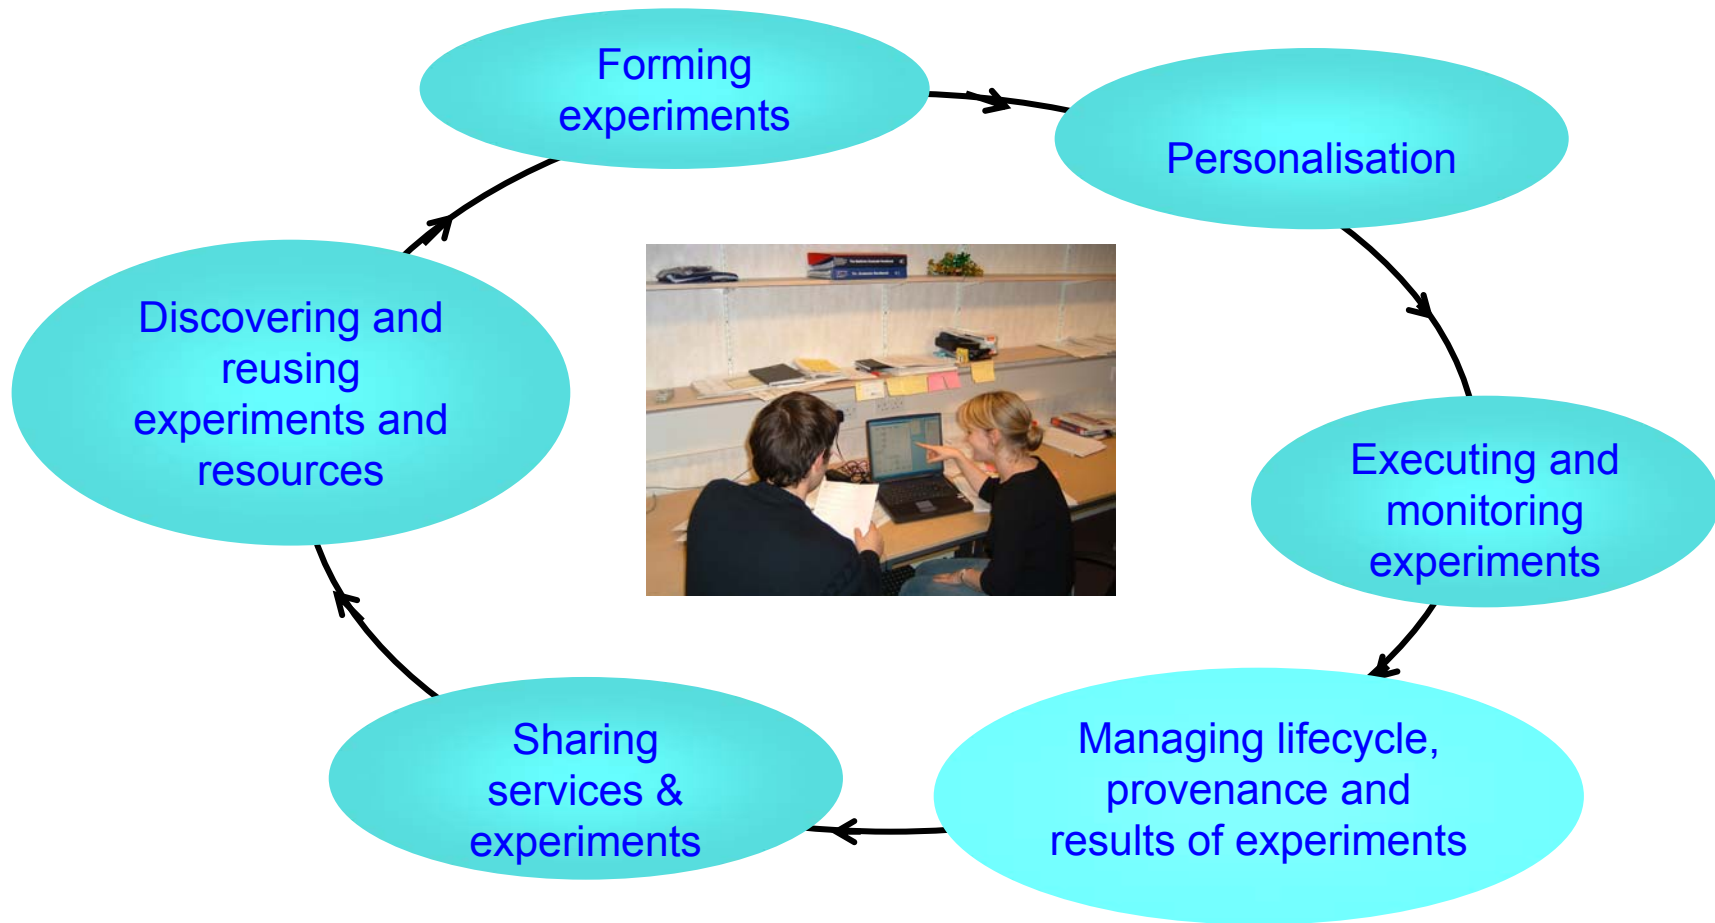 Forming
experiments
Personalisation
Discovering and
reusing
experiments and
resources
Executing and
monitoring
experiments
Managing lifecycle,
provenance and
results of experiments
Sharing
services &
experiments